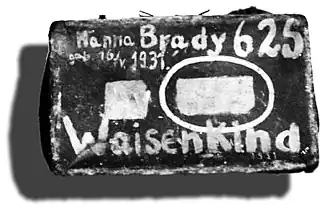 Hanna Brady 625
geb. 16/V. 1931.
Waisenkind